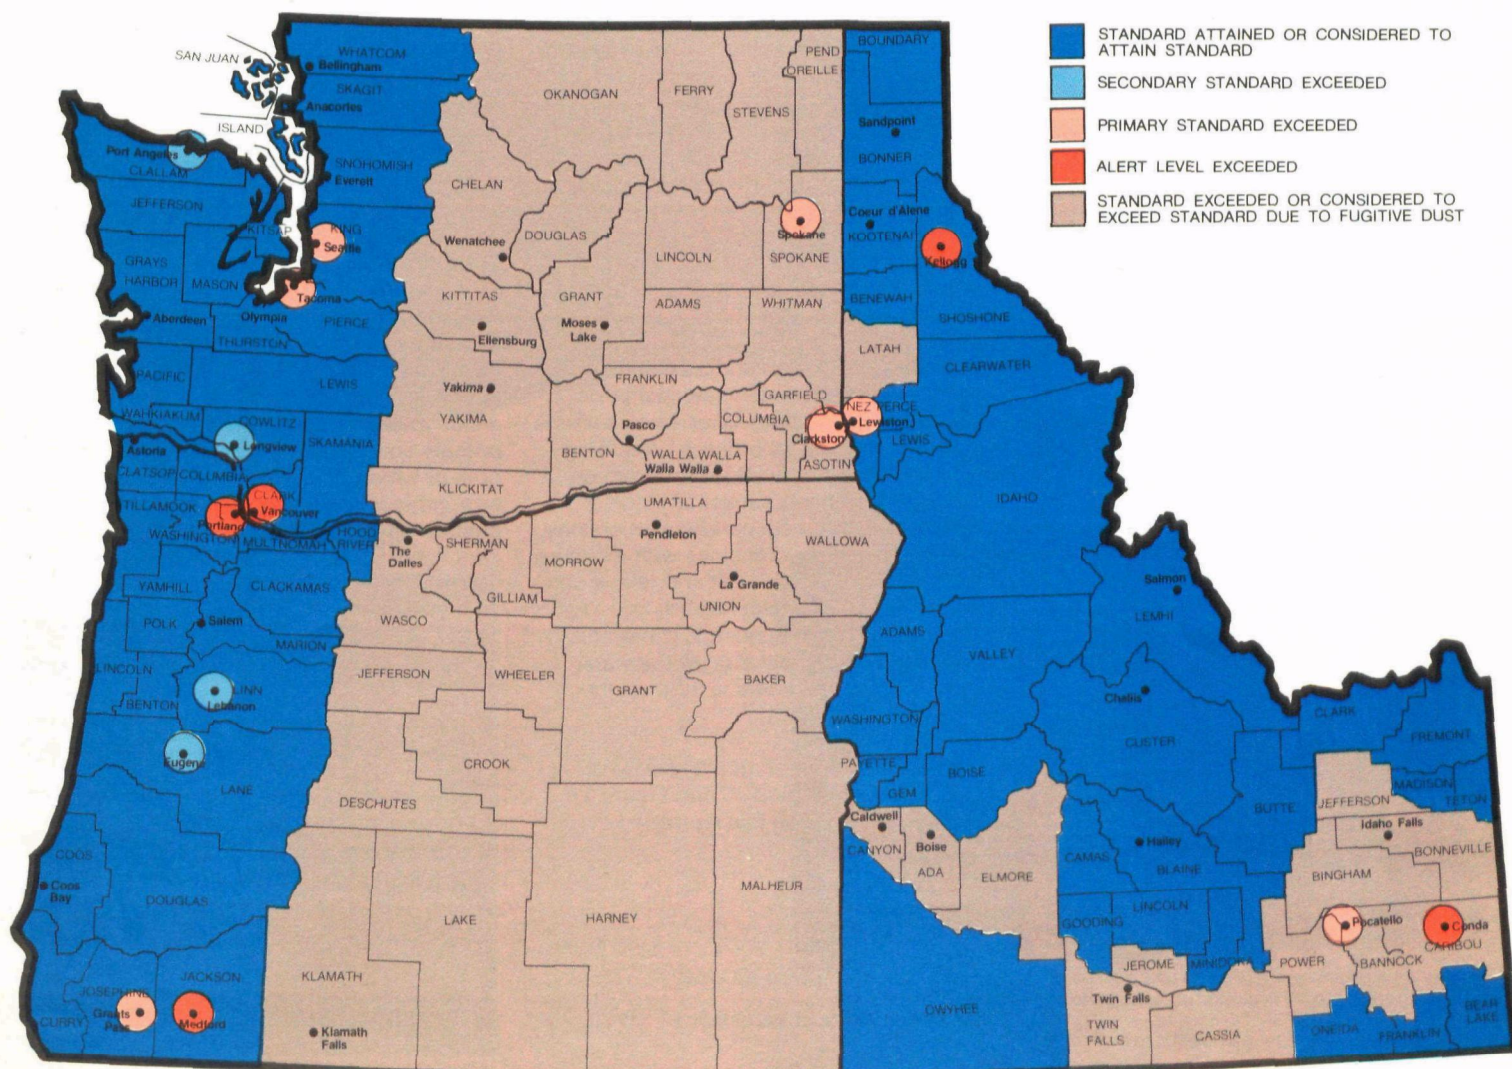 STANDARD ATTAINED OR CONSIDERED TO
ATTAIN STANDARD
SECONDARY STANDARD EXCEEDED
PRIMARY STANDARD EXCEEDED
ALERT LEVEL EXCEEDED
STANDARD EXCEEDED OR CONSIDERED TO
EXCEED STANDARD DUE TO FUGITIVE DUST
SAN JUAN
WHATCOM
Bellingham
SKAGIT
Anacortes
ISLAND
SNOHOMISH
Everett
Port Angeles
CLALLAM
JEFFERSON
KITSAP
KING
Seattle
GRAYS
HARBOR
MASON
Tacoma
Olympia
PIERCE
Aberdeen
THURSTON
PACIFIC
LEWIS
WAHKIAKUM
COWLITZ
Longview
SKAMANIA
CLARK
Vancouver
OKANOGAN
FERRY
STEVENS
PEND
OREILLE
CHELAN
DOUGLAS
Wenatchee
LINCOLN
Spokane
SPOKANE
KITTITAS
Ellensburg
GRANT
Moses
Lake
ADAMS
WHITMAN
Yakima
YAKIMA
FRANKLIN
Pasco
BENTON
COLUMBIA
GARFIELD
WALLA WALLA
Walla Walla
Clarkston
ASOTIN
KLICKITAT
Astoria
CLATSOP
COLUMBIA
TILLAMOOK
Portland
WASHINGTON
MULTNOMAH
HOOD
RIVER
The
Dalles
SHERMAN
GILLIAM
MORROW
UMATILLA
Pendleton
La Grande
UNION
WALLOWA
YAMHILL
CLACKAMAS
POLK
Salem
MARION
WASCO
LINCOLN
BENTON
LINN
Lebanon
JEFFERSON
WHEELER
GRANT
BAKER
Eugene
LANE
CROOK
DESCHUTES
COOS
Coos
Bay
DOUGLAS
LAKE
HARNEY
MALHEUR
KLAMATH
Klamath
Falls
JOSEPHINE
Grants
Pass
CURRY
JACKSON
Medford
BOUNDARY
Sandpoint
BONNER
Coeur d'Alene
KOOTENAI
Kellogg
BENEWAH
SHOSHONE
LATAH
CLEARWATER
NEZ PERCE
Lewiston
LEWIS
IDAHO
Salmon
LEMHI
ADAMS
VALLEY
WASHINGTON
Challis
CUSTER
PAYETTE
GEM
BOISE
CLARK
FREMONT
MADISON
TETON
BUTTE
JEFFERSON
Idaho Falls
BONNEVILLE
Caldwell
CANYON
Boise
ADA
ELMORE
CAMAS
Hailey
BLAINE
BINGHAM
GOODING
LINCOLN
Pocatello
Conda
CARIBOU
JEROME
MINIDOKA
POWER
BANNOCK
Twin Falls
TWIN
FALLS
CASSIA
OWYHEE
ONEIDA
FRANKLIN
BEAR
LAKE